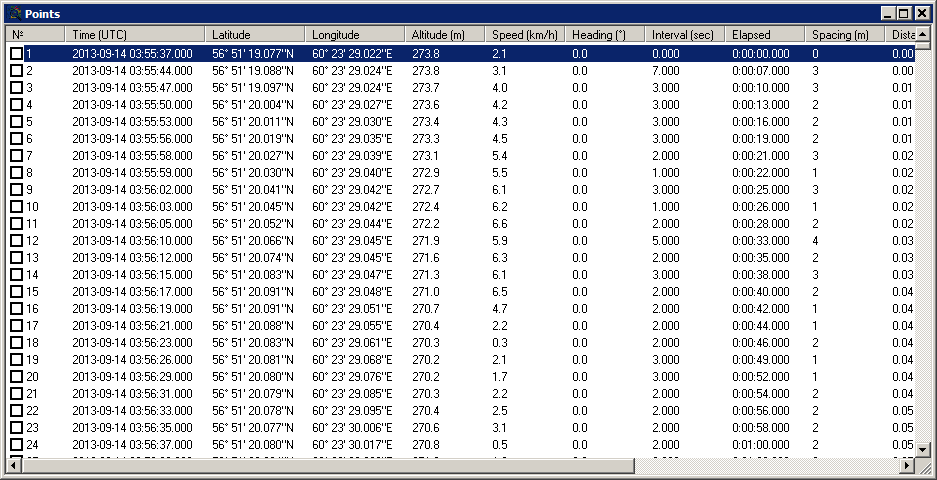 Points
№ Time (UTC) Latitude Longitude Altitude (m) Speed (km/h) Heading (°) Interval (sec) Elapsed Spacing (m) Dista
1 2013-09-14 03:55:37.000 56° 51' 19.077"N 60° 23' 29.022"E 273.8 2.1 0.0 0.000 0:00:00.000 0 0.00
2 2013-09-14 03:55:44.000 56° 51' 19.088"N 60° 23' 29.024"E 273.8 3.1 0.0 7.000 0:00:07.000 3 0.00
3 2013-09-14 03:55:47.000 56° 51' 19.097"N 60° 23' 29.024"E 273.7 4.0 0.0 3.000 0:00:10.000 3 0.01
4 2013-09-14 03:55:50.000 56° 51' 20.004"N 60° 23' 29.027"E 273.6 4.2 0.0 3.000 0:00:13.000 2 0.01
5 2013-09-14 03:55:53.000 56° 51' 20.011"N 60° 23' 29.030"E 273.4 4.3 0.0 3.000 0:00:16.000 2 0.01
6 2013-09-14 03:55:56.000 56° 51' 20.019"N 60° 23' 29.035"E 273.3 4.5 0.0 3.000 0:00:19.000 2 0.01
7 2013-09-14 03:55:58.000 56° 51' 20.027"N 60° 23' 29.039"E 273.1 5.4 0.0 2.000 0:00:21.000 3 0.02
8 2013-09-14 03:55:59.000 56° 51' 20.030"N 60° 23' 29.040"E 272.9 5.5 0.0 1.000 0:00:22.000 1 0.02
9 2013-09-14 03:56:02.000 56° 51' 20.041"N 60° 23' 29.042"E 272.7 6.1 0.0 3.000 0:00:25.000 3 0.02
10 2013-09-14 03:56:03.000 56° 51' 20.045"N 60° 23' 29.042"E 272.4 6.2 0.0 1.000 0:00:26.000 1 0.02
11 2013-09-14 03:56:05.000 56° 51' 20.052"N 60° 23' 29.044"E 272.2 6.6 0.0 2.000 0:00:28.000 2 0.02
12 2013-09-14 03:56:10.000 56° 51' 20.066"N 60° 23' 29.045"E 271.9 5.9 0.0 5.000 0:00:33.000 4 0.03
13 2013-09-14 03:56:12.000 56° 51' 20.074"N 60° 23' 29.045"E 271.6 6.3 0.0 2.000 0:00:35.000 2 0.03
14 2013-09-14 03:56:15.000 56° 51' 20.083"N 60° 23' 29.047"E 271.3 6.1 0.0 3.000 0:00:38.000 3 0.03
15 2013-09-14 03:56:17.000 56° 51' 20.091"N 60° 23' 29.048"E 271.0 6.5 0.0 2.000 0:00:40.000 2 0.04
16 2013-09-14 03:56:19.000 56° 51' 20.091"N 60° 23' 29.051"E 270.7 4.7 0.0 2.000 0:00:42.000 1 0.04
17 2013-09-14 03:56:21.000 56° 51' 20.088"N 60° 23' 29.055"E 270.4 2.2 0.0 2.000 0:00:44.000 1 0.04
18 2013-09-14 03:56:23.000 56° 51' 20.083"N 60° 23' 29.061"E 270.3 0.3 0.0 2.000 0:00:46.000 2 0.04
19 2013-09-14 03:56:26.000 56° 51' 20.081"N 60° 23' 29.068"E 270.2 2.1 0.0 3.000 0:00:49.000 1 0.04
20 2013-09-14 03:56:29.000 56° 51' 20.080"N 60° 23' 29.076"E 270.2 1.7 0.0 3.000 0:00:52.000 1 0.04
21 2013-09-14 03:56:31.000 56° 51' 20.079"N 60° 23' 29.085"E 270.3 2.2 0.0 2.000 0:00:54.000 2 0.04
22 2013-09-14 03:56:33.000 56° 51' 20.078"N 60° 23' 29.095"E 270.4 2.5 0.0 2.000 0:00:56.000 2 0.05
23 2013-09-14 03:56:35.000 56° 51' 20.077"N 60° 23' 30.006"E 270.6 3.1 0.0 2.000 0:00:58.000 2 0.05
24 2013-09-14 03:56:37.000 56° 51' 20.080"N 60° 23' 30.017"E 270.8 0.5 0.0 2.000 0:01:00.000 2 0.05